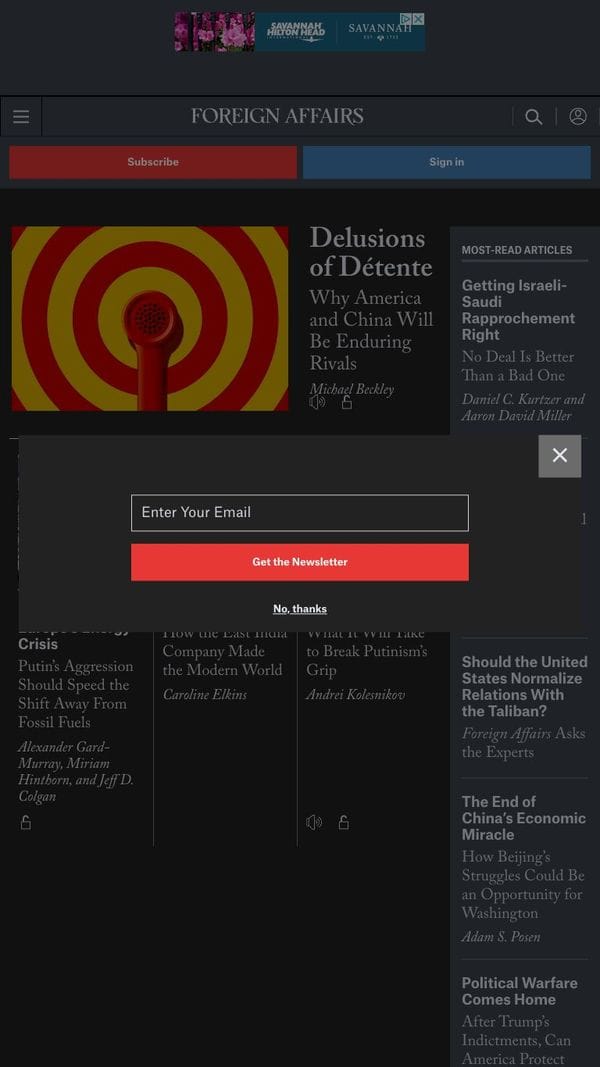 SAVANNAH
HILTON HEAD
INTERNATIONAL
SAVANNAH
EST. 1733
FOREIGN AFFAIRS
Subscribe
Sign in
Delusions
of Détente
Why America
and China Will
Be Enduring
Rivals
Michael Beckley
MOST-READ ARTICLES
Getting Israeli-
Saudi
Rapprochement
Right
No Deal Is Better
Than a Bad One
Daniel C. Kurtzer and
Aaron David Miller
Enter Your Email
Get the Newsletter
No, thanks
Europe's Energy
Crisis
Putin's Aggression
Should Speed the
Shift Away From
Fossil Fuels
Alexander Gard-
Murray, Miriam
Hinthorn, and Jeff D.
Colgan
How the East India
Company Made
the Modern World
Caroline Elkins
What It Will Take
to Break Putinism's
Grip
Andrei Kolesnikov
Should the United
States Normalize
Relations With
the Taliban?
Foreign Affairs Asks
the Experts
The End of
China's Economic
Miracle
How Beijing's
Struggles Could Be
an Opportunity for
Washington
Adam S. Posen
Political Warfare
Comes Home
After Trump's
Indictments, Can
America Protect